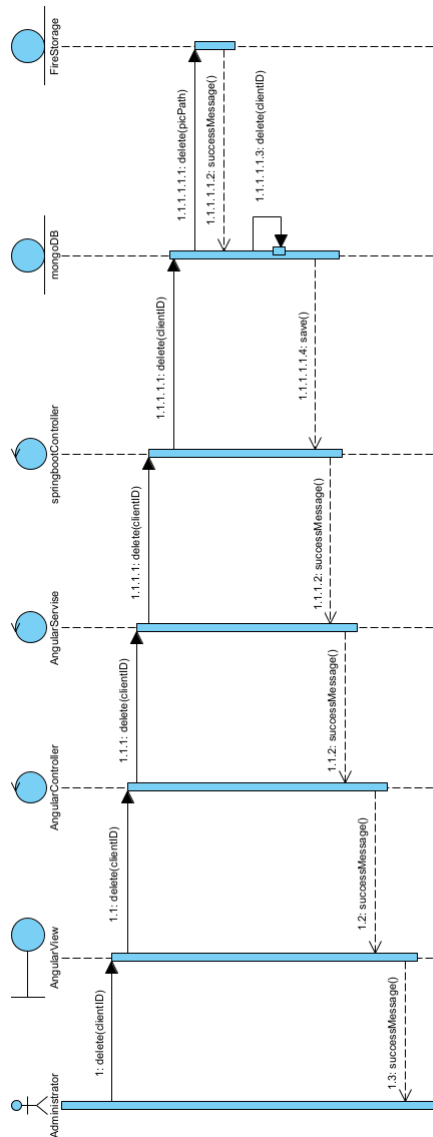 Administrator
AngularView
AngularController
AngularServise
springbootController
mongoDB
FireStorage
1: delete(clientID)
1.1: delete(clientID)
1.1.1: delete(clientID)
1.1.1.1: delete(clientID)
1.1.1.1.1: delete(clientID)
1.1.1.1.1.1: delete(picPath)
1.1.1.1.1.2: successMessage()
1.1.1.1.1.3: delete(clientID)
1.1.1.1.1.4: save()
1.1.1.2: successMessage()
1.1.2: successMessage()
1.2: successMessage()
1.3: successMessage()